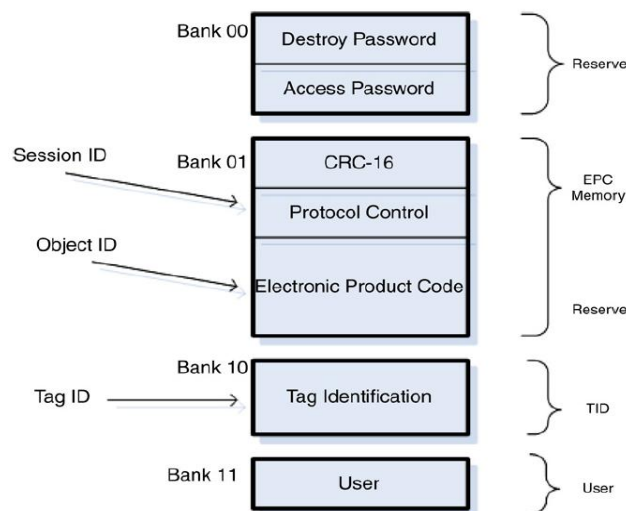 Bank 00
Destroy Password
Reserve
Access Password
Session ID
Bank 01
CRC-16
EPC
Memory
Protocol Control
Object ID
Electronic Product Code
Reserve
Bank 10
Tag ID
Tag Identification
TID
Bank 11
User
User